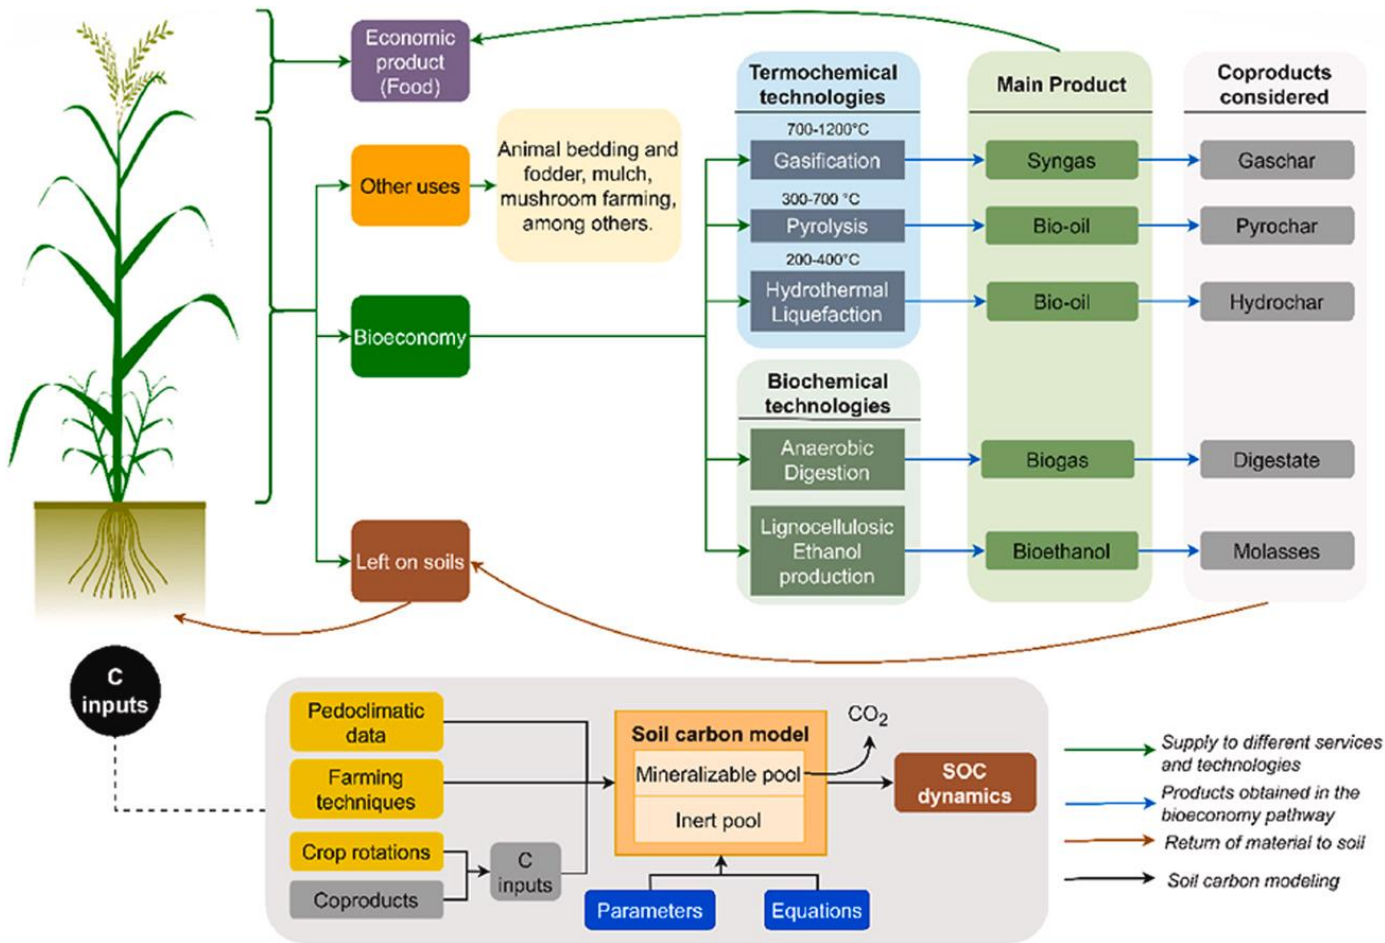 Economic
product
(Food)
Other uses
Animal bedding and
fodder, mulch,
mushroom farming,
among others.
Bioeconomy
Left on soils
Termochemical
technologies
700-1200°C
Gasification
300-700 °C
Pyrolysis
200-400°C
Hydrothermal
Liquefaction
Biochemical
technologies
Anaerobic
Digestion
Lignocellulosic
Ethanol
production
Main Product
Syngas
Bio-oil
Bio-oil
Biogas
Bioethanol
Coproducts
considered
Gaschar
Pyrochar
Hydrochar
Digestate
Molasses
C
inputs
Pedoclimatic
data
Farming
techniques
Crop rotations
Coproducts
C
inputs
Soil carbon model
Mineralizable pool
Inert pool
CO2
Parameters
Equations
SOC
dynamics
Supply to different services
and technologies
Products obtained in the
bioeconomy pathway
Return of material to soil
Soil carbon modeling